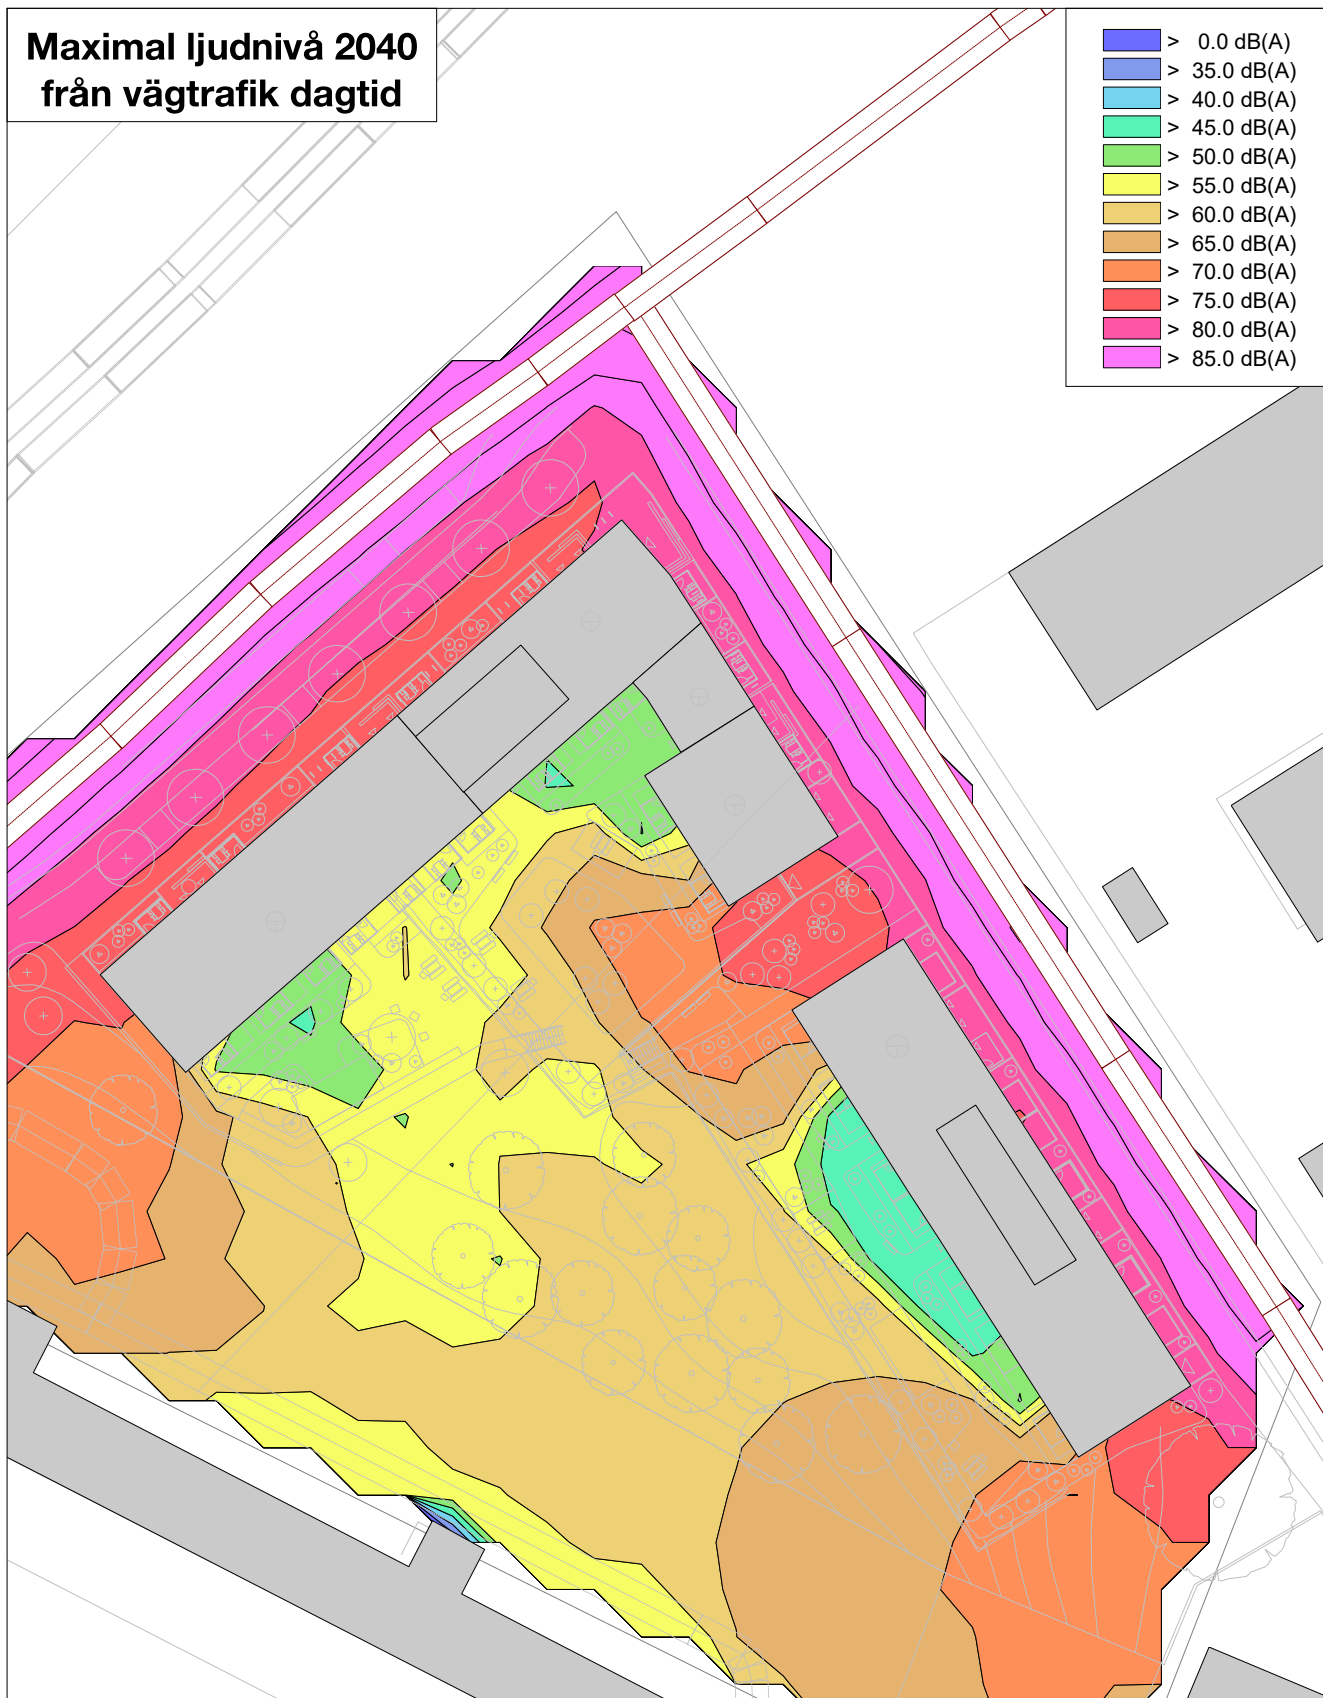 Maximal ljudnivå 2040
från vägtrafik dagtid
> 0.0 dB(A)
> 35.0 dB(A)
> 40.0 dB(A)
> 45.0 dB(A)
> 50.0 dB(A)
> 55.0 dB(A)
> 60.0 dB(A)
> 65.0 dB(A)
> 70.0 dB(A)
> 75.0 dB(A)
> 80.0 dB(A)
> 85.0 dB(A)